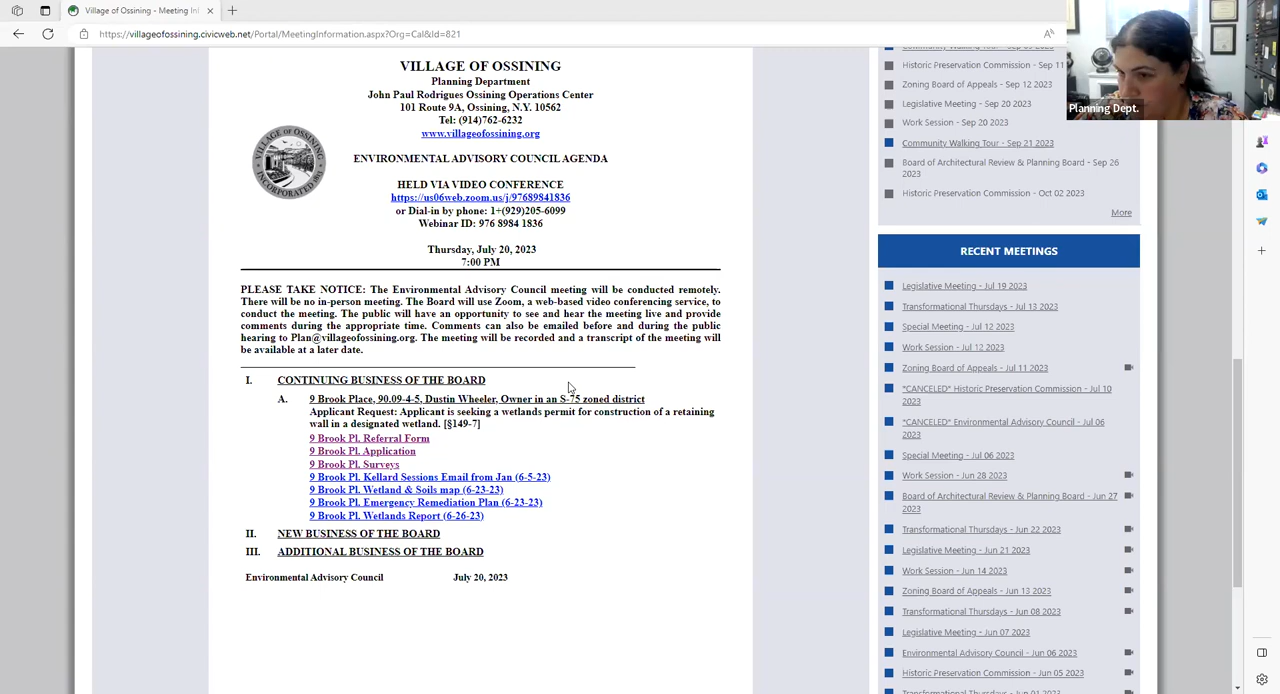 Village of Ossining - Meeting Inf
https://villageofossining.civicweb.net/Portal/MeetingInformation.aspx?Org=Cal&Id=821
VILLAGE OF OSSINING
Planning Department
John Paul Rodrigues Ossining Operations Center
101 Route 9A, Ossining, N.Y. 10562
Tel: (914)762-6232
www.villageofossining.org
ENVIRONMENTAL ADVISORY COUNCIL AGENDA
HELD VIA VIDEO CONFERENCE
https://us06web.zoom.us/j/97689841836
or Dial-in by phone: 1+(929)205-6099
Webinar ID: 976 8984 1836
Thursday, July 20, 2023
7:00 PM
PLEASE TAKE NOTICE: The Environmental Advisory Council meeting will be conducted remotely.
There will be no in-person meeting. The Board will use Zoom, a web-based video conferencing service, to
conduct the meeting. The public will have an opportunity to see and hear the meeting live and provide
comments during the appropriate time. Comments can also be emailed before and during the public
hearing to Plan@villageofossining.org. The meeting will be recorded and a transcript of the meeting will
be available at a later date.
I. CONTINUING BUSINESS OF THE BOARD
A. 9 Brook Place, 90.09-4-5, Dustin Wheeler, Owner in an S-75 zoned district
Applicant Request: Applicant is seeking a wetlands permit for construction of a retaining
wall in a designated wetland. [§149-7]
9 Brook Pl. Referral Form
9 Brook Pl. Application
9 Brook Pl. Surveys
9 Brook Pl. Kellard Sessions Email from Jan (6-5-23)
9 Brook Pl. Wetland & Soils map (6-23-23)
9 Brook Pl. Emergency Remediation Plan (6-23-23)
9 Brook Pl. Wetlands Report (6-26-23)
II. NEW BUSINESS OF THE BOARD
III. ADDITIONAL BUSINESS OF THE BOARD
Environmental Advisory Council July 20, 2023
VILLAGE OF OSSINING
INCORPORATED 1813
Community Walking Tour - Sep 09 2023
Historic Preservation Commission - Sep 11
Zoning Board of Appeals - Sep 12 2023
Legislative Meeting - Sep 20 2023
Work Session - Sep 20 2023
Community Walking Tour - Sep 21 2023
Board of Architectural Review & Planning Board - Sep 26
2023
Historic Preservation Commission - Oct 02 2023
More
RECENT MEETINGS
Legislative Meeting - Jul 19 2023
Transformational Thursdays - Jul 13 2023
Special Meeting - Jul 12 2023
Work Session - Jul 12 2023
Zoning Board of Appeals - Jul 11 2023
*CANCELED* Historic Preservation Commission - Jul 10
2023
*CANCELED* Environmental Advisory Council - Jul 06
2023
Special Meeting - Jul 06 2023
Work Session - Jun 28 2023
Board of Architectural Review & Planning Board - Jun 27
2023
Transformational Thursdays - Jun 22 2023
Legislative Meeting - Jun 21 2023
Work Session - Jun 14 2023
Zoning Board of Appeals - Jun 13 2023
Transformational Thursdays - Jun 08 2023
Legislative Meeting - Jun 07 2023
Environmental Advisory Council - Jun 06 2023
Historic Preservation Commission - Jun 05 2023
Transformational Thursdays - Jun 01 2023
Planning Dept.